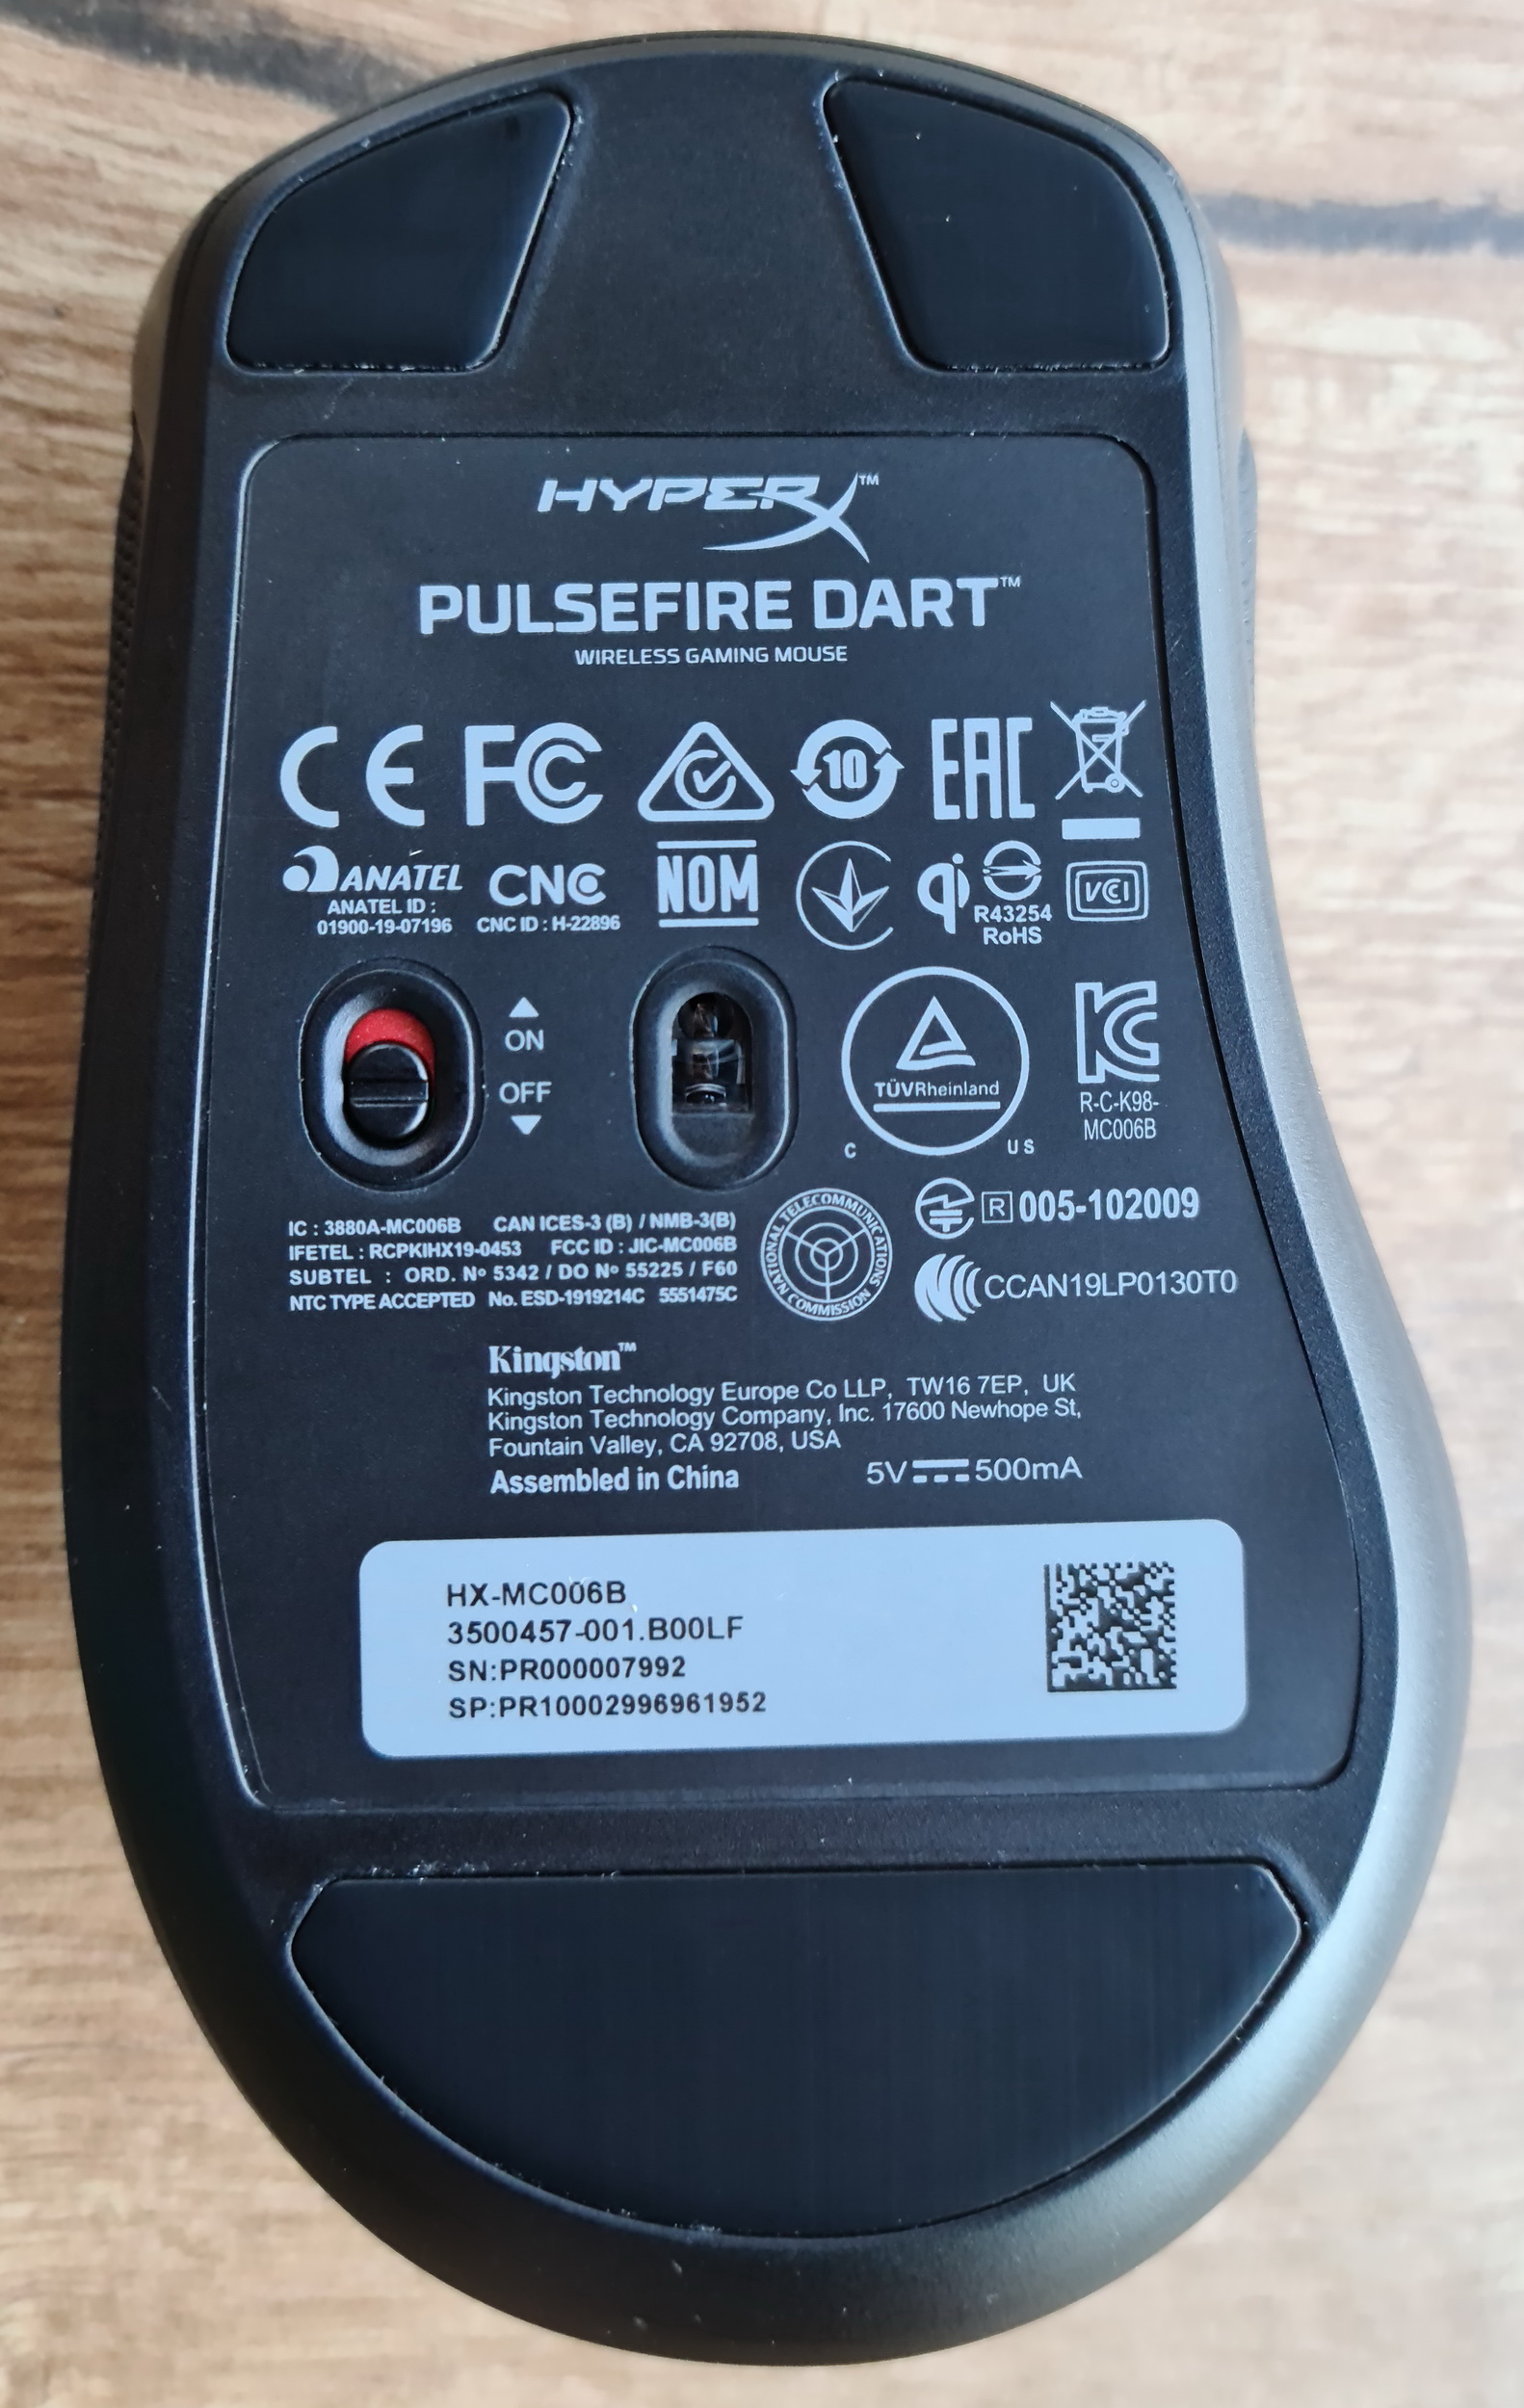 HYPERX™
PULSEFIRE DART™
WIRELESS GAMING MOUSE
CE FC 10 EAC
ANATEL CNC NOM qi VCI
ANATEL ID :
01900-19-07196
CNC ID : H-22896
R43254
RoHS
ON
OFF
TÜVRheinland
C US
R-C-K98-
MC006B
IC : 3880A-MC006B CAN ICES-3 (B) / NMB-3(B)
IFETEL : RCPKIHX19-0453 FCC ID : JIC-MC006B
SUBTEL : ORD. Nº 5342 / DO Nº 55225 / F60
NTC TYPE ACCEPTED No. ESD-1919214C 5551475C
NATIONAL TELECOMMUNICATIONS COMMISSION
R 005-102009
CCAN19LP0130T0
Kingston™
Kingston Technology Europe Co LLP, TW16 7EP, UK
Kingston Technology Company, Inc. 17600 Newhope St,
Fountain Valley, CA 92708, USA
Assembled in China 5V 500mA
HX-MC006B
3500457-001.B00LF
SN:PR000007992
SP:PR10002996961952